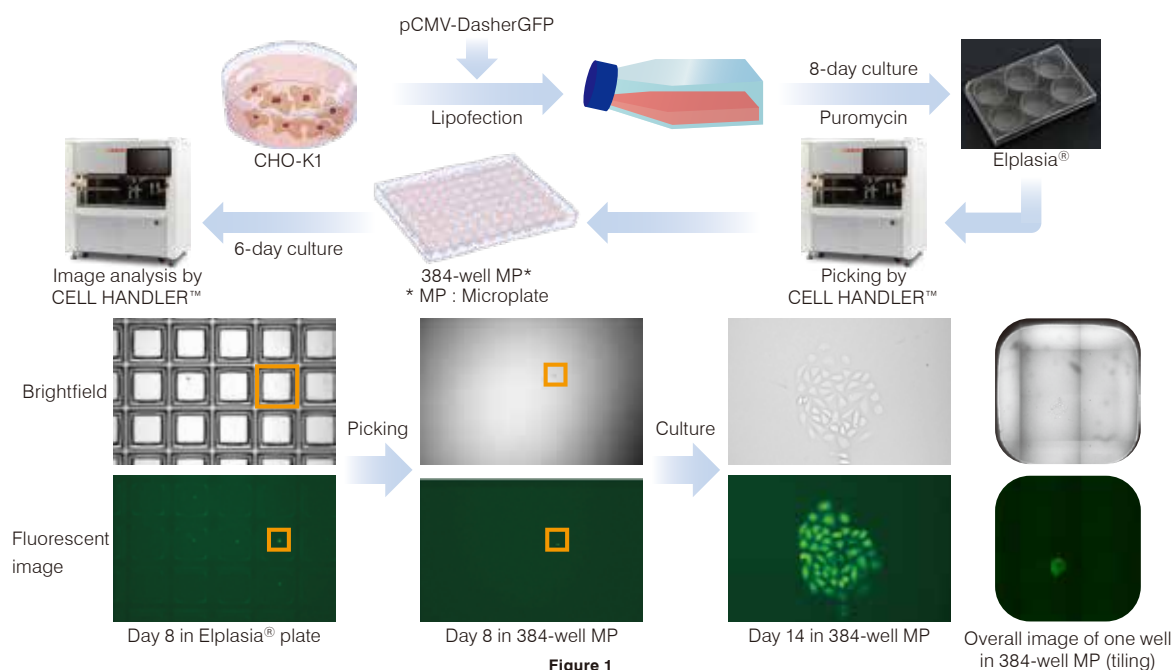 pCMV-DasherGFP
Lipofection
8-day culture
Puromycin
CHO-K1
Elplasia®
6-day culture
Image analysis by
CELL HANDLER™
384-well MP*
* MP : Microplate
Picking by
CELL HANDLER™
Brightfield
Picking
Culture
Fluorescent
image
Day 8 in Elplasia® plate
Day 8 in 384-well MP
Day 14 in 384-well MP
Overall image of one well
in 384-well MP (tiling)
Figure 1